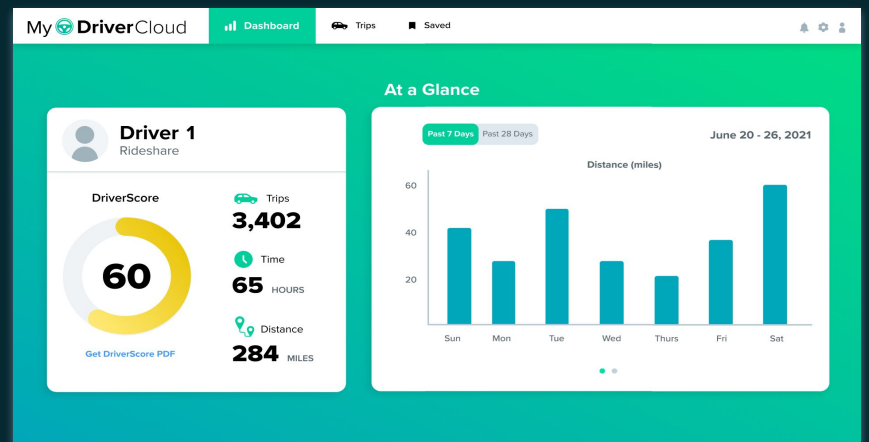 My DriverCloud
Dashboard
Trips
Saved
At a Glance
Driver 1
Rideshare
DriverScore
60
Get DriverScore PDF
Trips
3,402
Time
65 HOURS
Distance
284 MILES
Past 7 Days
Past 28 Days
June 20 - 26, 2021
Distance (miles)
60
40
20
Sun Mon Tue Wed Thurs Fri Sat